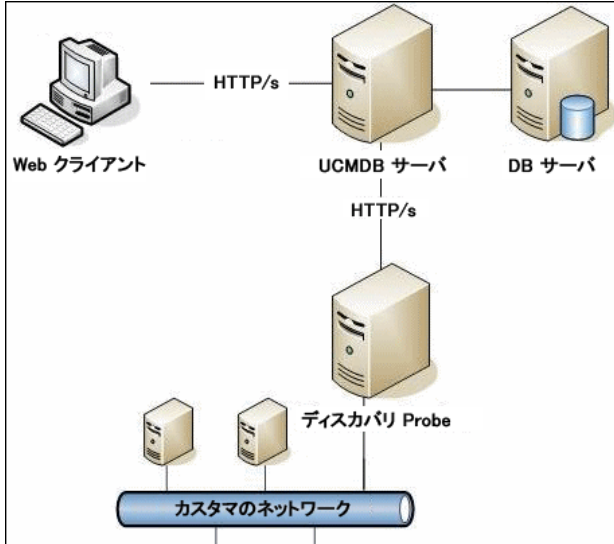 HTTP/s
Web クライアント
UCMDB サーバ
DB サーバ
HTTP/s
ディスカバリ Probe
カスタマのネットワーク